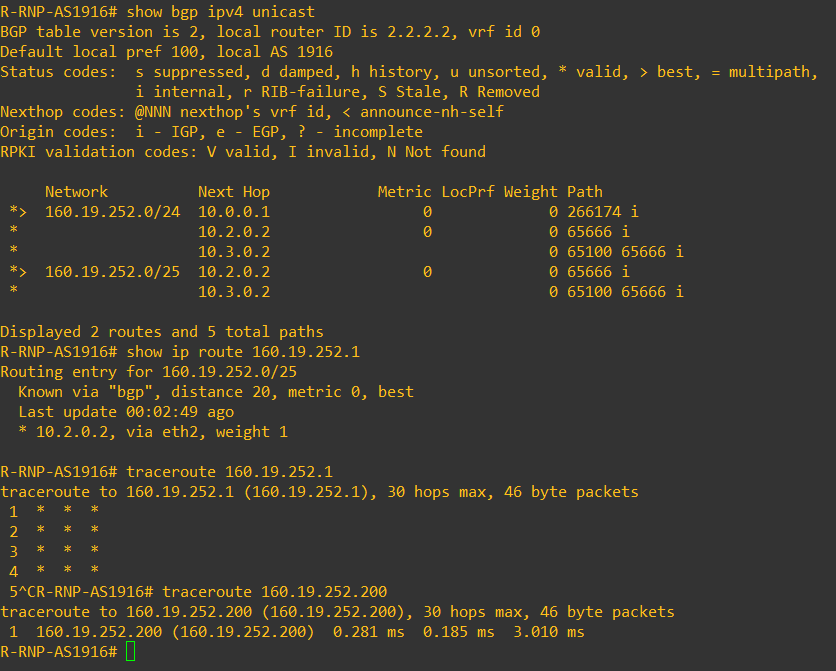 R-RNP-AS1916# show bgp ipv4 unicast
BGP table version is 2, local router ID is 2.2.2.2, vrf id 0
Default local pref 100, local AS 1916
Status codes:  s suppressed, d damped, h history, u unsorted, * valid, > best, = multipath,
               i internal, r RIB-failure, S Stale, R Removed
Nexthop codes: @NNN nexthop's vrf id, < announce-nh-self
Origin codes:  i - IGP, e - EGP, ? - incomplete
RPKI validation codes: V valid, I invalid, N Not found
     Network          Next Hop            Metric LocPrf Weight Path
 *>  160.19.252.0/24  10.0.0.1                 0             0 266174 i
 *                    10.2.0.2                 0             0 65666 i
 *                    10.3.0.2                               0 65100 65666 i
 *>  160.19.252.0/25  10.2.0.2                 0             0 65666 i
 *                    10.3.0.2                               0 65100 65666 i
Displayed 2 routes and 5 total paths
R-RNP-AS1916# show ip route 160.19.252.1
Routing entry for 160.19.252.0/25
  Known via "bgp", distance 20, metric 0, best
  Last update 00:02:49 ago
  * 10.2.0.2, via eth2, weight 1
R-RNP-AS1916# traceroute 160.19.252.1
traceroute to 160.19.252.1 (160.19.252.1), 30 hops max, 46 byte packets
 1  *  *  *
 2  *  *  *
 3  *  *  *
 4  *  *  *
 5^CR-RNP-AS1916# traceroute 160.19.252.200
traceroute to 160.19.252.200 (160.19.252.200), 30 hops max, 46 byte packets
 1  160.19.252.200 (160.19.252.200)  0.281 ms  0.185 ms  3.010 ms
R-RNP-AS1916#